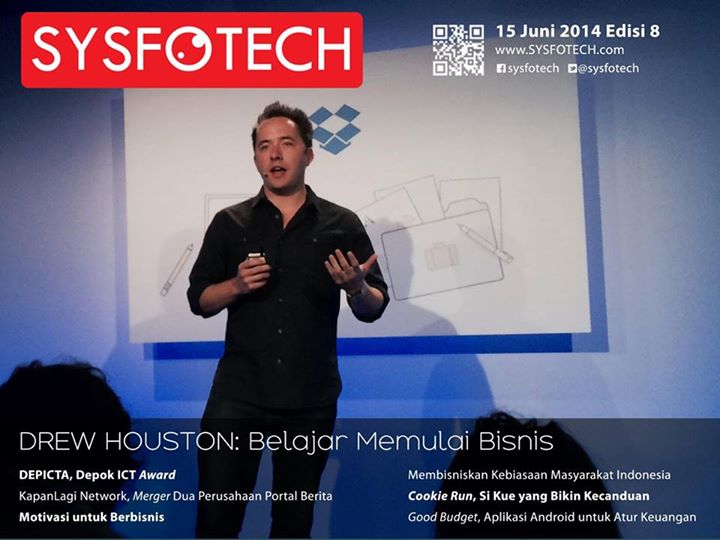 SYSFOTECH
15 Juni 2014 Edisi 8
www.SYSFOTECH.com
sysfotech @sysfotech
DREW HOUSTON: Belajar Memulai Bisnis
DEPICTA, Depok ICT Award
KapanLagi Network, Merger Dua Perusahaan Portal Berita
Motivasi untuk Berbisnis
Membisniskan Kebiasaan Masyarakat Indonesia
Cookie Run, Si Kue yang Bikin Kecanduan
Good Budget, Aplikasi Android untuk Atur Keuangan